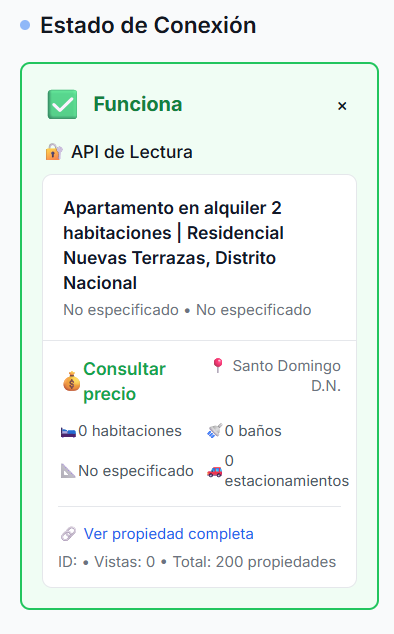 Estado de Conexión
✅ Funciona ×
🔐 API de Lectura
Apartamento en alquiler 2
habitaciones | Residencial
Nuevas Terrazas, Distrito
Nacional
No especificado • No especificado
💰 Consultar
precio
📍 Santo Domingo
D.N.
🛏️ 0 habitaciones
🚿 0 baños
📐 No especificado
🚗 0
estacionamientos
🔗 Ver propiedad completa
ID: • Vistas: 0 • Total: 200 propiedades